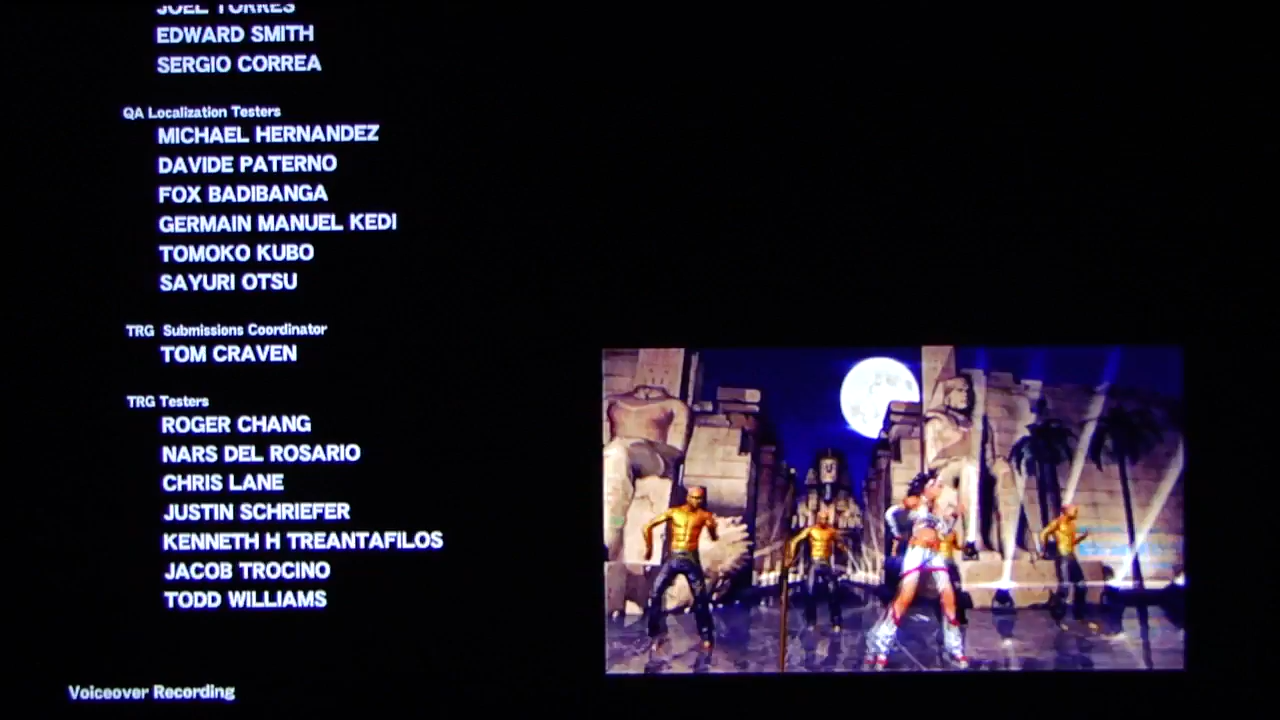 JOEL TORRES
EDWARD SMITH
SERGIO CORREA
QA Localization Testers
MICHAEL HERNANDEZ
DAVIDE PATERNO
FOX BADIBANGA
GERMAIN MANUEL KEDI
TOMOKO KUBO
SAYURI OTSU
TRG Submissions Coordinator
TOM CRAVEN
TRG Testers
ROGER CHANG
NARS DEL ROSARIO
CHRIS LANE
JUSTIN SCHRIEFER
KENNETH H TREANTAFILOS
JACOB TROCINO
TODD WILLIAMS
Voiceover Recording